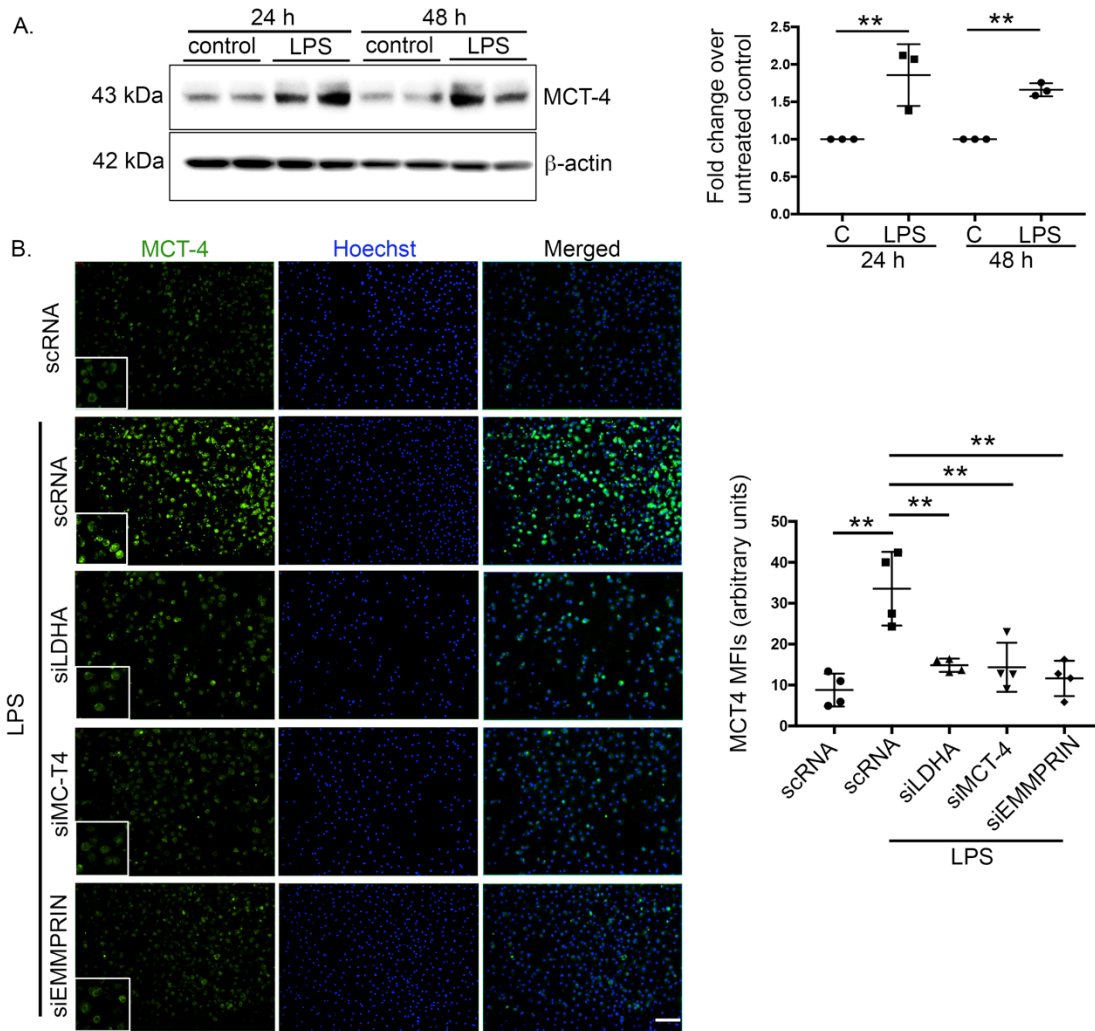 A.
24 h 48 h
control LPS control LPS
43 kDa MCT-4
42 kDa β-actin
** **
Fold change over
untreated control
2.5
2.0
1.5
1.0
0.5
0.0
C LPS C LPS
24 h 48 h
B.
MCT-4 Hoechst Merged
scRNA
LPS
scRNA
siLDHA
siMC-T4
siEMMPRIN
**
**
** **
MCT4 MFIs (arbitrary units)
50
40
30
20
10
0
scRNA scRNA siLDHA siMCT-4 siEMMPRIN
LPS